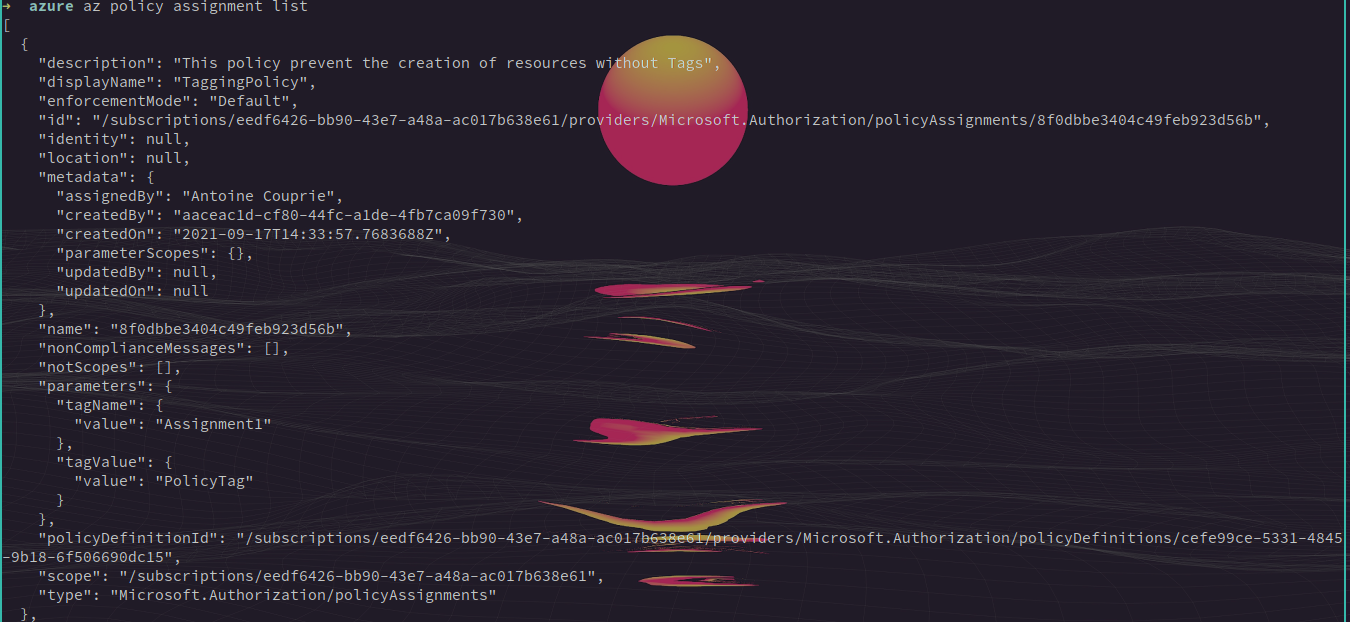 → azure az policy assignment list
[
  {
    "description": "This policy prevent the creation of resources without Tags",
    "displayName": "TaggingPolicy",
    "enforcementMode": "Default",
    "id": "/subscriptions/eedf6426-bb90-43e7-a48a-ac017b638e61/providers/Microsoft.Authorization/policyAssignments/8f0dbbe3404c49feb923d56b",
    "identity": null,
    "location": null,
    "metadata": {
      "assignedBy": "Antoine Couprie",
      "createdBy": "aaceac1d-cf80-44fc-a1de-4fb7ca09f730",
      "createdOn": "2021-09-17T14:33:57.7683688Z",
      "parameterScopes": {},
      "updatedBy": null,
      "updatedOn": null
    },
    "name": "8f0dbbe3404c49feb923d56b",
    "nonComplianceMessages": [],
    "notScopes": [],
    "parameters": {
      "tagName": {
        "value": "Assignment1"
      },
      "tagValue": {
        "value": "PolicyTag"
      }
    },
    "policyDefinitionId": "/subscriptions/eedf6426-bb90-43e7-a48a-ac017b638e61/providers/Microsoft.Authorization/policyDefinitions/cefe99ce-5331-4845
-9b18-6f506690dc15",
    "scope": "/subscriptions/eedf6426-bb90-43e7-a48a-ac017b638e61",
    "type": "Microsoft.Authorization/policyAssignments"
  },